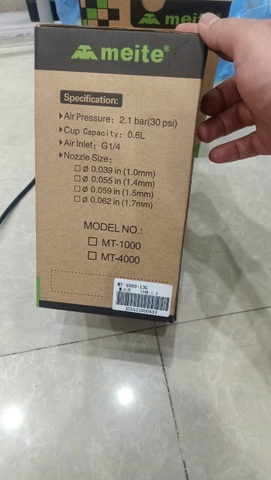 meite®
Specification:
Air Pressure: 2.1 bar(30 psi)
Cup Capacity: 0.6L
Air Inlet: G1/4
Nozzle Size:
□ ø 0.039 in (1.0mm)
□ ø 0.055 in (1.4mm)
□ ø 0.059 in (1.5mm)
□ ø 0.062 in (1.7mm)
MODEL NO.:
□ MT-1000
□ MT-4000
meite